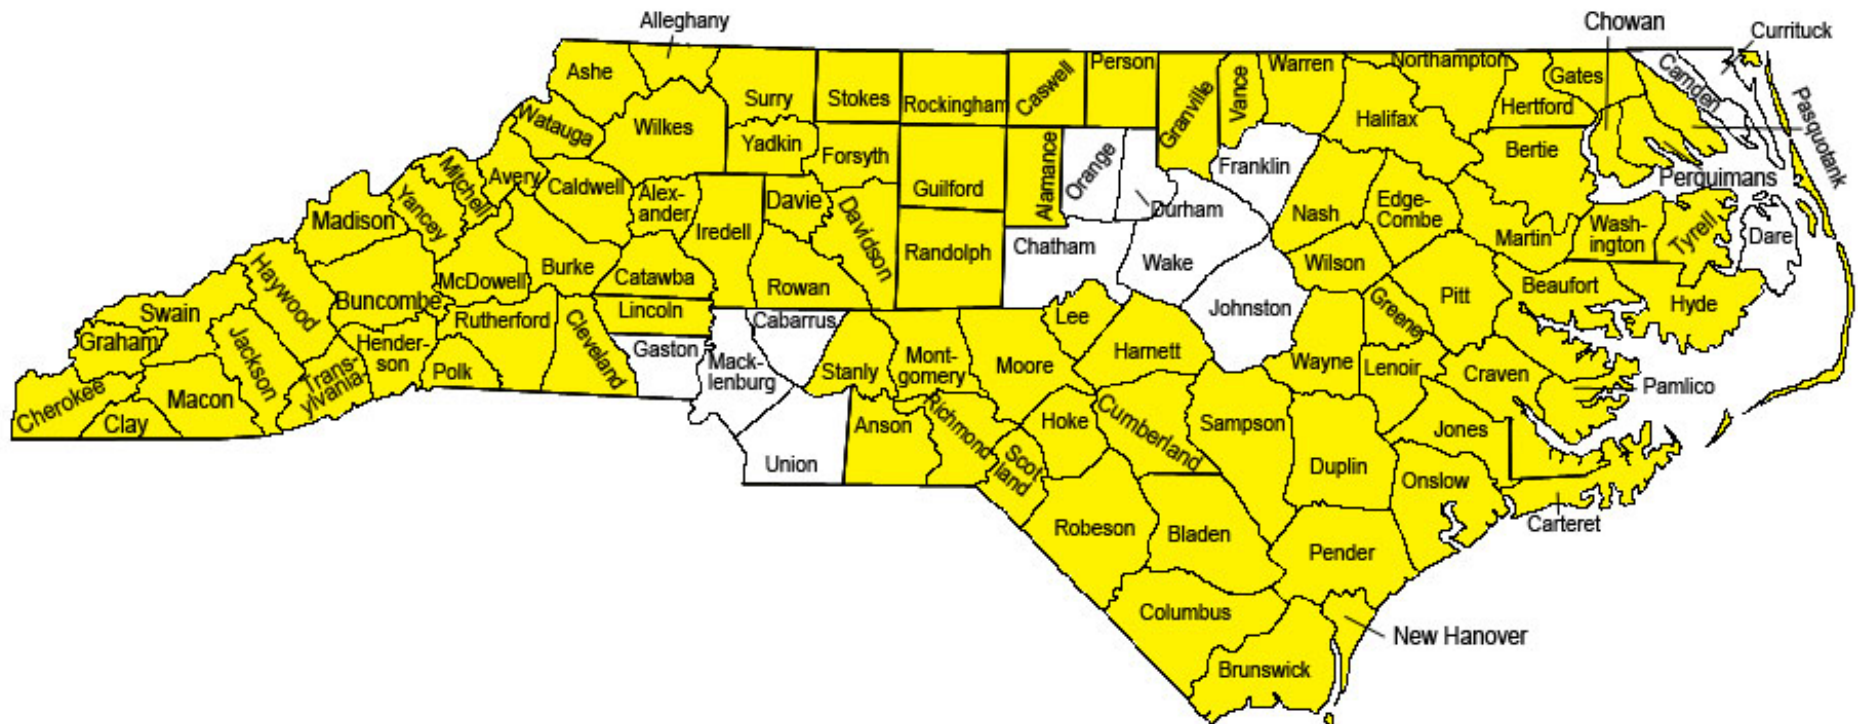 Alleghany
Chowan
Currituck
Ashe
Surry
Stokes
Rockingham
Caswell
Person
Granville
Vance
Warren
Northampton
Gates
Hertford
Camden
Pasquotank
Watauga
Wilkes
Yadkin
Forsyth
Guilford
Alamance
Orange
Durham
Franklin
Halifax
Bertie
Perquimans
Mitchell
Avery
Caldwell
Alex-
ander
Davie
Davidson
Iredell
Madison
Yancey
McDowell
Burke
Catawba
Rowan
Randolph
Chatham
Wake
Nash
Edge-
Combe
Wilson
Martin
Wash-
ington
Tyrell
Dare
Haywood
Buncombe
Swain
Graham
Jackson
Cherokee
Clay
Macon
Trans-
ylvania
Hender-
son
Rutherford
Polk
Cleveland
Lincoln
Gaston
Mack-
lenburg
Cabarrus
Union
Stanly
Anson
Mont-
gomery
Richmond
Moore
Lee
Harnett
Johnston
Hoke
Scot
land
Cumberland
Sampson
Wayne
Greene
Lenoir
Pitt
Beaufort
Hyde
Craven
Pamlico
Jones
Duplin
Onslow
Carteret
Robeson
Bladen
Pender
Columbus
New Hanover
Brunswick